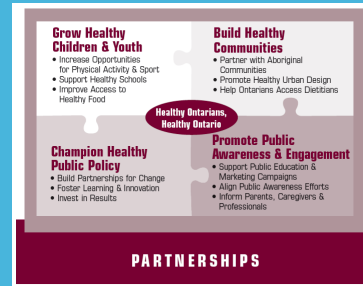 Grow Healthy
Children & Youth
• Increase Opportunities
for Physical Activity & Sport
• Support Healthy Schools
• Improve Access to
Healthy Food
Build Healthy
Communities
• Partner with Aboriginal
Communities
• Promote Healthy Urban Design
• Help Ontarians Access Dietitians
Healthy Ontarians,
Healthy Ontario
Champion Healthy
Public Policy
• Build Partnerships for Change
• Foster Learning & Innovation
• Invest in Results
Promote Public
Awareness & Engagement
• Support Public Education &
Marketing Campaigns
• Align Public Awareness Efforts
• Inform Parents, Caregivers &
Professionals
PARTNERSHIPS